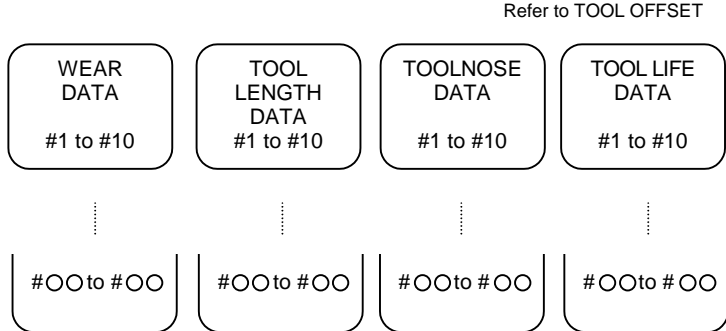 Refer to TOOL OFFSET
WEAR
DATA
#1 to #10
TOOL
LENGTH
DATA
#1 to #10
TOOLNOSE
DATA
#1 to #10
TOOL LIFE
DATA
#1 to #10
#○○to #○○
#○○to #○○
#○○to #○○
#○○to #○○